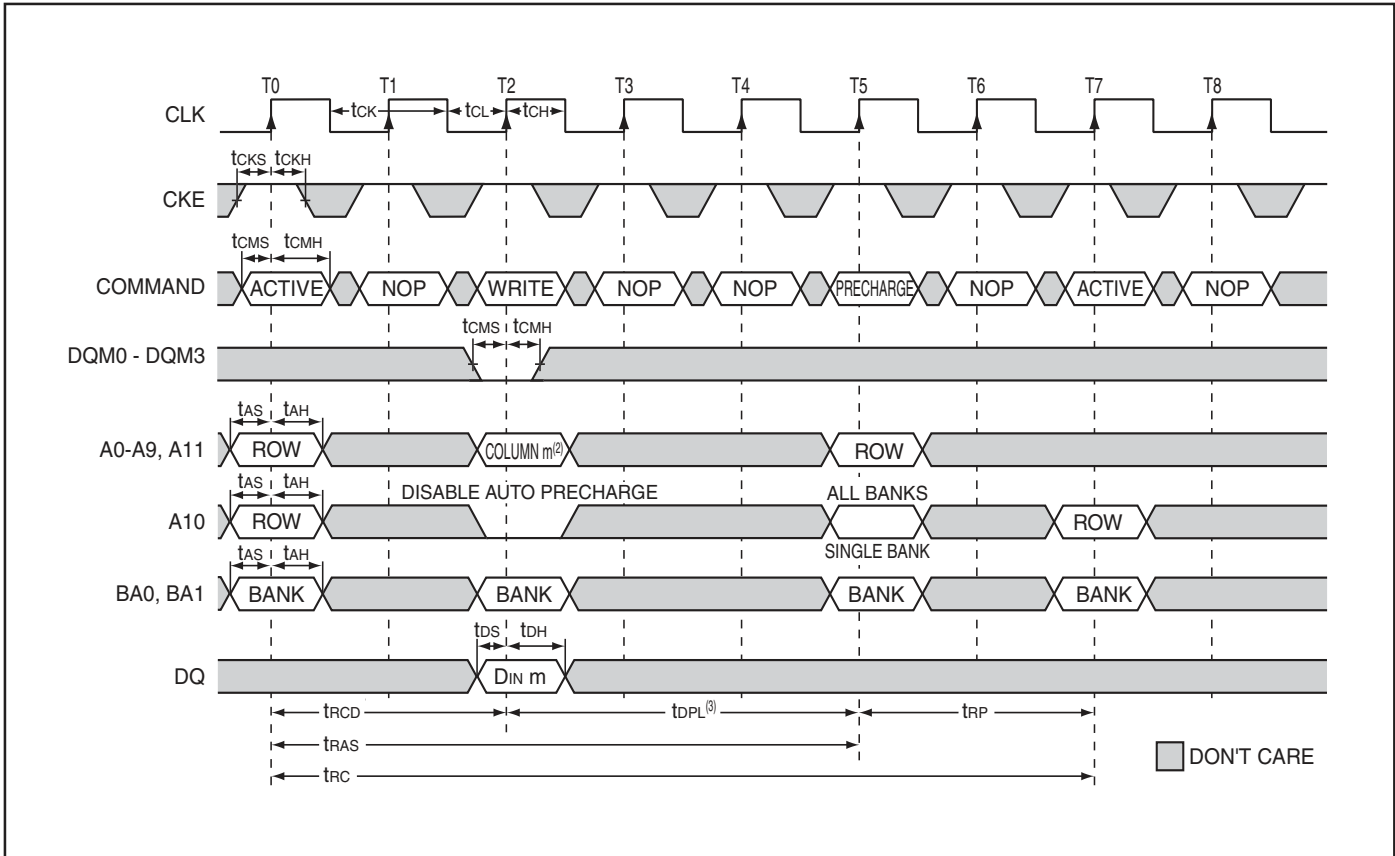 T0 T1 T2 T3 T4 T5 T6 T7 T8
CLK tCK tCL tCH
tCKS tCKH
CKE
tCMS tCMH
COMMAND ACTIVE NOP WRITE NOP NOP PRECHARGE NOP ACTIVE NOP
tCMS tCMH
DQM0 - DQM3
tAS tAH
A0-A9, A11 ROW COLUMN m(2) ROW
tAS tAH DISABLE AUTO PRECHARGE ALL BANKS
A10 ROW ROW
tAS tAH SINGLE BANK
BA0, BA1 BANK BANK BANK BANK
tDS tDH
DQ DIN m
tRCD tDPL(3) tRP
tRAS
DON'T CARE
tRC